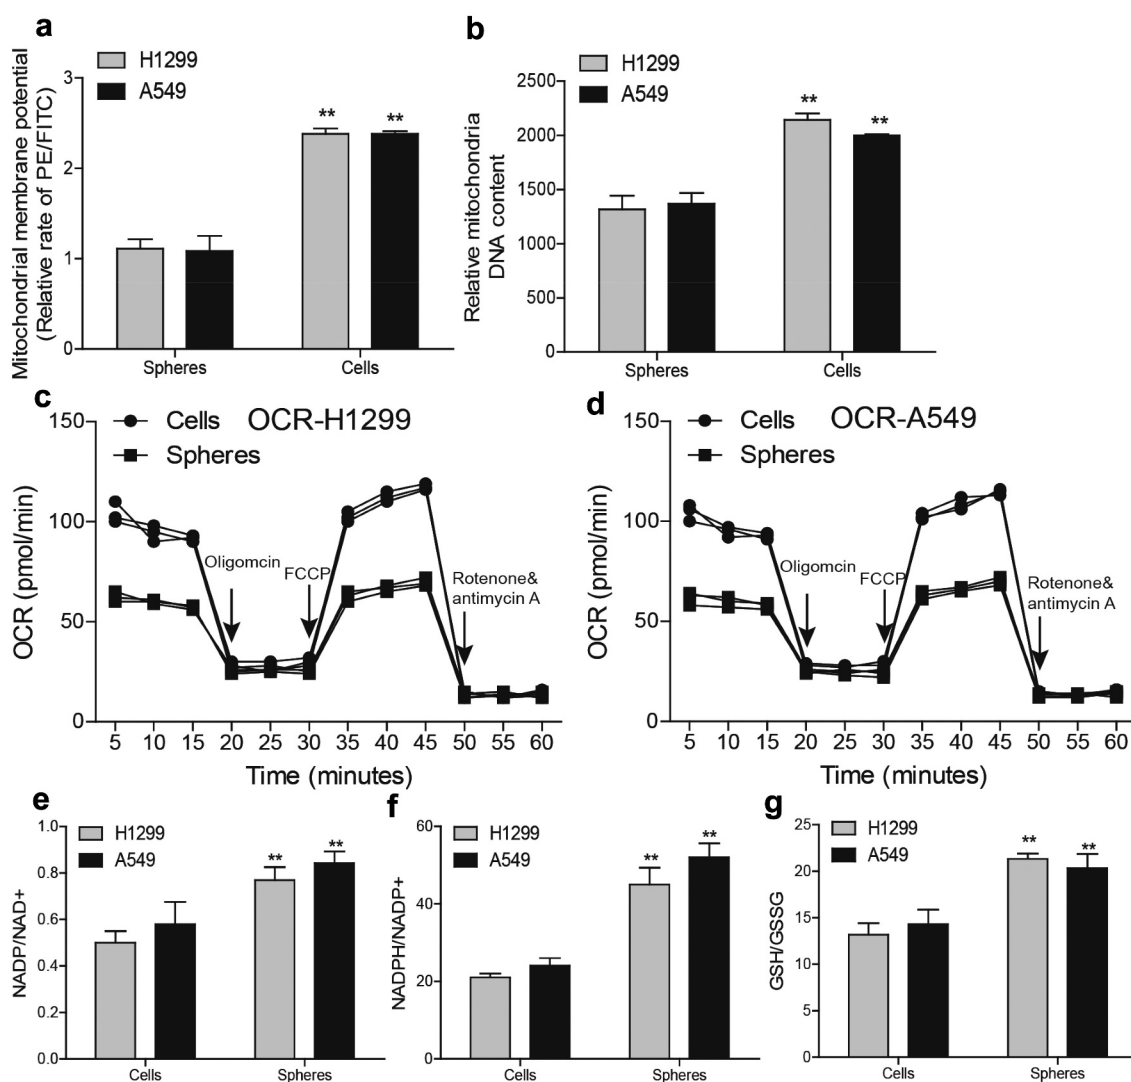 a
H1299
A549
Mitochondrial membrane potential
(Relative rate of PE/FITC)
3
2
1
0
**
**
Spheres
Cells
b
H1299
A549
Relative mitochondria
DNA content
2500
2000
1500
1000
500
0
**
**
Spheres
Cells
c
Cells
OCR-H1299
Spheres
OCR (pmol/min)
150
100
50
0
Oligomcin
FCCP
Rotenone&
antimycin A
5 10 15 20 25 30 35 40 45 50 55 60
Time (minutes)
d
Cells
OCR-A549
Spheres
OCR (pmol/min)
150
100
50
0
Oligomcin
FCCP
Rotenone&
antimycin A
5 10 15 20 25 30 35 40 45 50 55 60
Time (minutes)
e
H1299
A549
NADP/NAD+
1.0
0.8
0.6
0.4
0.2
0.0
**
**
Cells
Spheres
f
H1299
A549
NADPH/NADP+
60
40
20
0
**
**
Cells
Spheres
g
H1299
A549
GSH/GSSG
25
20
15
10
5
0
**
**
Cells
Spheres